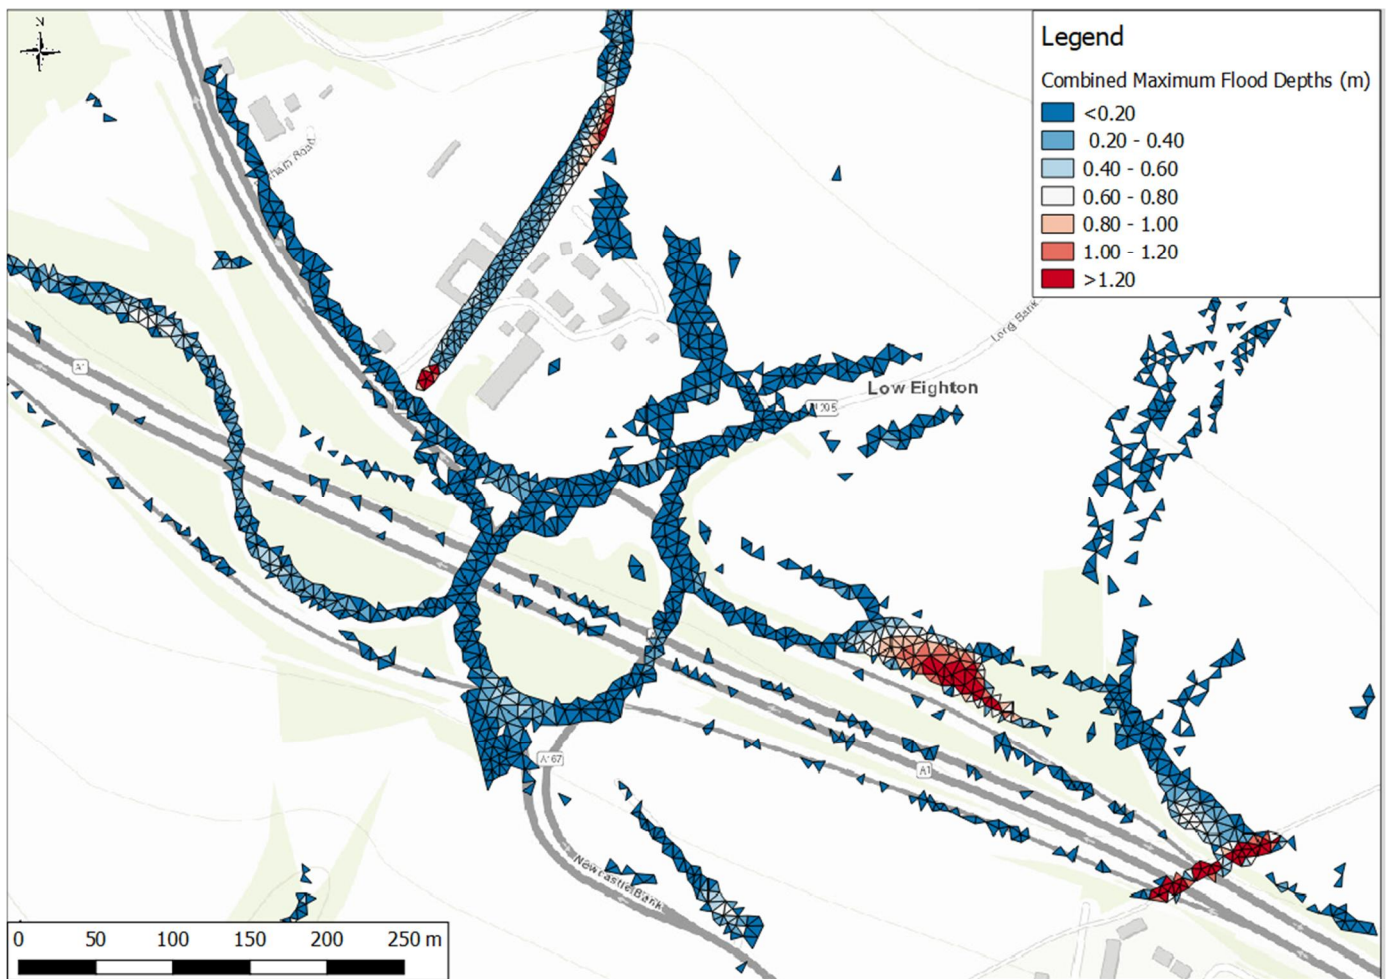 N
Legend
Combined Maximum Flood Depths (m)
<0.20
0.20 - 0.40
0.40 - 0.60
0.60 - 0.80
0.80 - 1.00
1.00 - 1.20
>1.20
Long Bank
A1
Low Eighton
A1
A167
Newcastle Bank
0 50 100 150 200 250 m